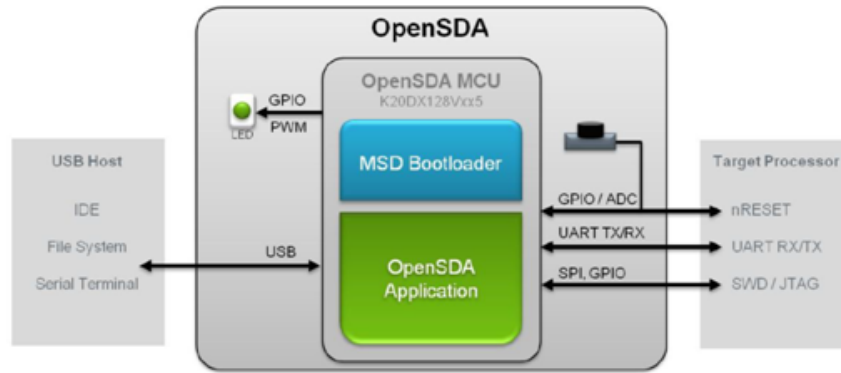 OpenSDA
OpenSDA MCU
K20DX128Vxx5
GPIO
PWM
LED
MSD Bootloader
OpenSDA
Application
USB Host
IDE
File System
Serial Terminal
USB
GPIO / ADC
UART TX/RX
SPI, GPIO
Target Processor
nRESET
UART RX/TX
SWD / JTAG